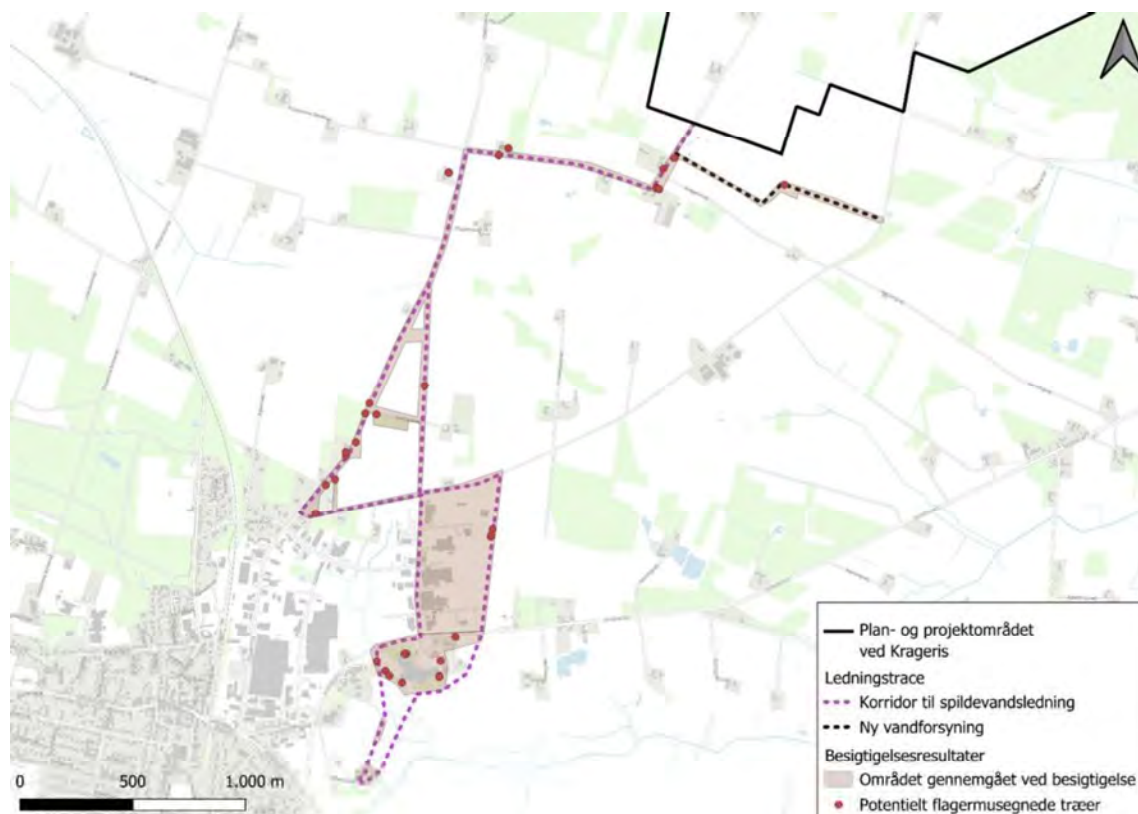 Plan- og projektområdet
ved Krageris
Ledningstrace
Korridor til spildevandsledning
Ny vandforsyning
Besigtigelsesresultater
Området gennemgået ved besigtigelse
Potentielt flagermusegnede træer
0 500 1.000 m